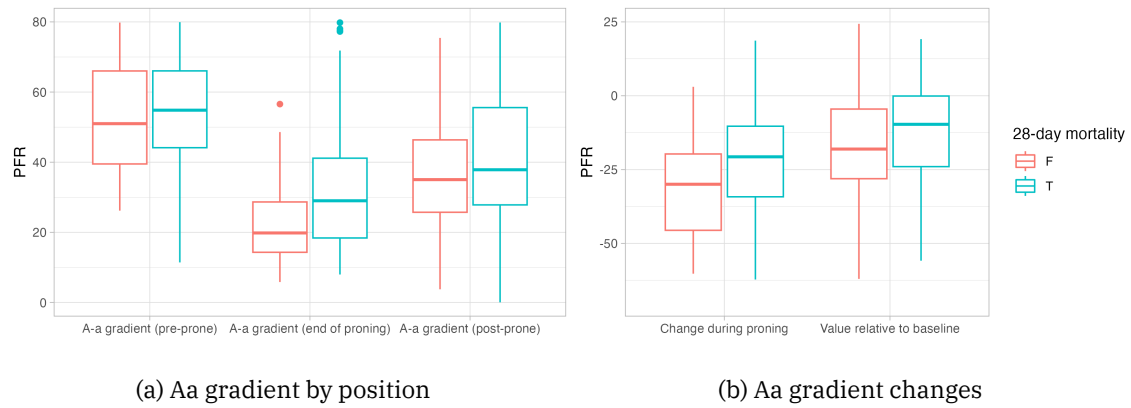 80
60
40
20
0
PFR
A-a gradient (pre-prone)
A-a gradient (end of proning)
A-a gradient (post-prone)
(a) Aa gradient by position
25
0
-25
-50
PFR
Change during proning
Value relative to baseline
(b) Aa gradient changes
28-day mortality
F
T